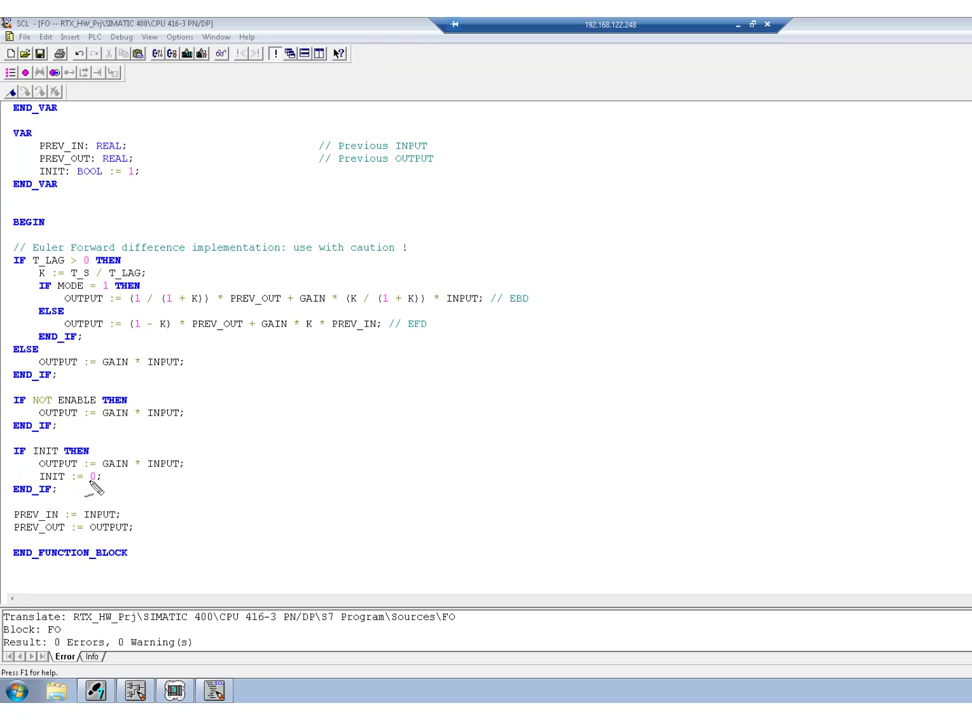 SCL - [FO -- RTX_HW_Prj\SIMATIC 400\CPU 416-3 PN/DP]
192.168.122.248
File Edit Insert PLC Debug View Options Window Help
END_VAR
VAR
PREV_IN: REAL; // Previous INPUT
PREV_OUT: REAL; // Previous OUTPUT
INIT: BOOL := 1;
END_VAR
BEGIN
// Euler Forward difference implementation: use with caution !
IF T_LAG > 0 THEN
K := T_S / T_LAG;
IF MODE = 1 THEN
OUTPUT := (1 / (1 + K)) * PREV_OUT + GAIN * (K / (1 + K)) * INPUT; // EBD
ELSE
OUTPUT := (1 - K) * PREV_OUT + GAIN * K * PREV_IN; // EFD
END_IF;
ELSE
OUTPUT := GAIN * INPUT;
END_IF;
IF NOT ENABLE THEN
OUTPUT := GAIN * INPUT;
END_IF;
IF INIT THEN
OUTPUT := GAIN * INPUT;
INIT := 0;
END_IF;
PREV_IN := INPUT;
PREV_OUT := OUTPUT;
END_FUNCTION_BLOCK
Translate: RTX_HW_Prj\SIMATIC 400\CPU 416-3 PN/DP\S7 Program\Sources\FO
Block: FO
Result: 0 Errors, 0 Warning(s)
Error Info
Press F1 for help.